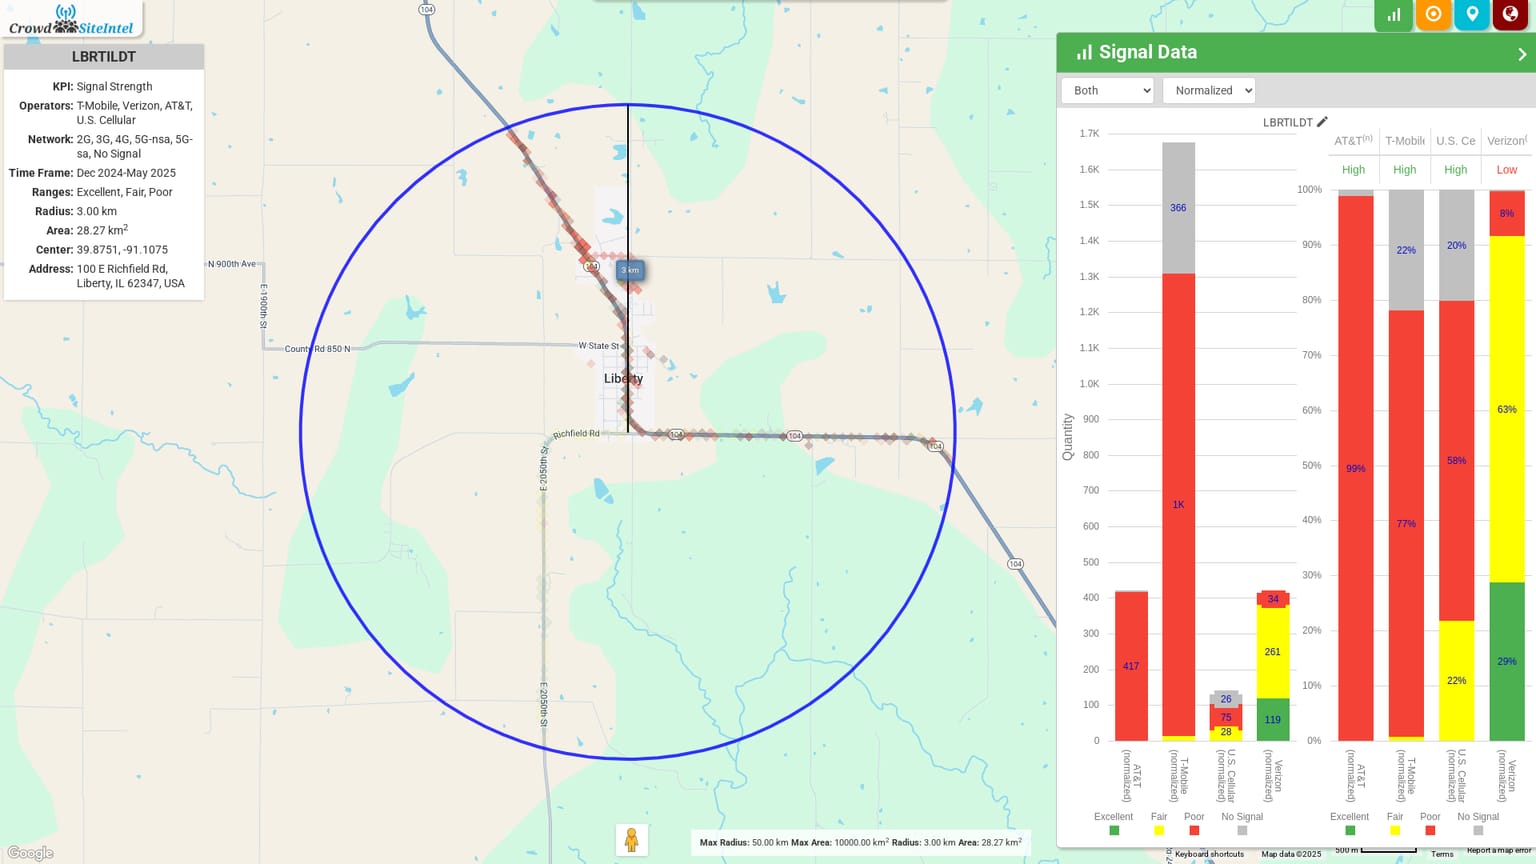 CrowdSiteIntel
LBRTILDT
KPI: Signal Strength
Operators: T-Mobile, Verizon, AT&T,
U.S. Cellular
Network: 2G, 3G, 4G, 5G-nsa, 5G-
sa, No Signal
Time Frame: Dec 2024-May 2025
Ranges: Excellent, Fair, Poor
Radius: 3.00 km
Area: 28.27 km²
Center: 39.8751, -91.1075
Address: 100 E Richfield Rd,
Liberty, IL 62347, USA
104
N 900th Ave
E 1900th St
County Rd 850 N
104
3 km
W State St
Liberty
Richfield Rd
104
104
104
E 2050th St
104
E 2050th St
Google
Max Radius: 50.00 km Max Area: 10000.00 km² Radius: 3.00 km Area: 28.27 km²
Signal Data
Both
Normalized
LBRTILDT
Quantity
1.7K
1.6K
1.5K
1.4K
1.3K
1.2K
1.1K
1.0K
900
800
700
600
500
400
300
200
100
0
417
366
1K
26
75
28
34
261
119
AT&T
(normalized)
T-Mobile
(normalized)
U.S. Cellular
(normalized)
Verizon
(normalized)
Excellent
Fair
Poor
No Signal
AT&T(n)
T-Mobile
U.S. Ce
Verizon(
High
High
High
Low
100%
90%
80%
70%
60%
50%
40%
30%
20%
10%
0%
99%
22%
77%
20%
58%
22%
8%
63%
29%
AT&T
(normalized)
T-Mobile
(normalized)
U.S. Cellular
(normalized)
Verizon
(normalized)
Excellent
Fair
Poor
No Signal
500 m
Keyboard shortcuts
Map data ©2025
Terms
Report a map error